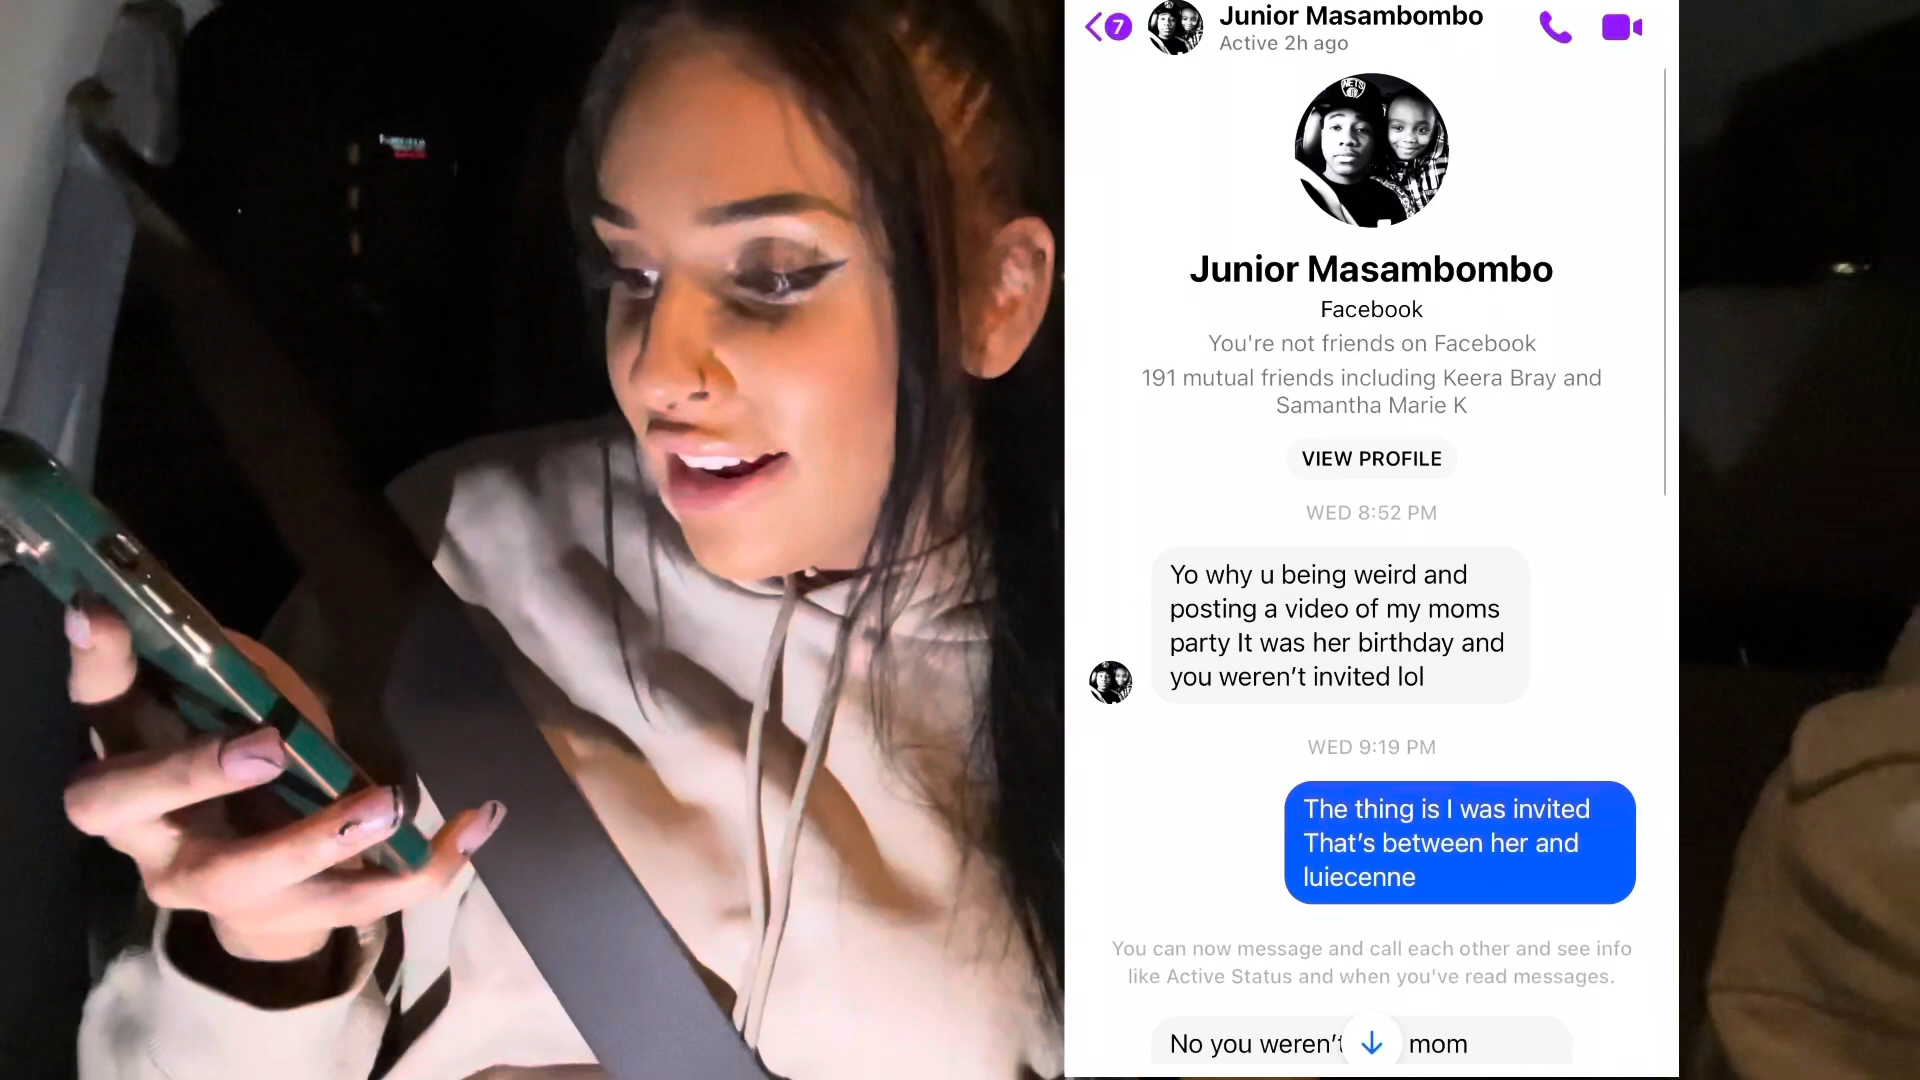 7
Junior Masambombo
Active 2h ago
NETS
B
Junior Masambombo
Facebook
You're not friends on Facebook
191 mutual friends including Keera Bray and
Samantha Marie K
VIEW PROFILE
WED 8:52 PM
Yo why u being weird and
posting a video of my moms
party It was her birthday and
you weren’t invited lol
WED 9:19 PM
The thing is I was invited
That’s between her and
luiecenne
You can now message and call each other and see info
like Active Status and when you've read messages.
No you weren’t mom